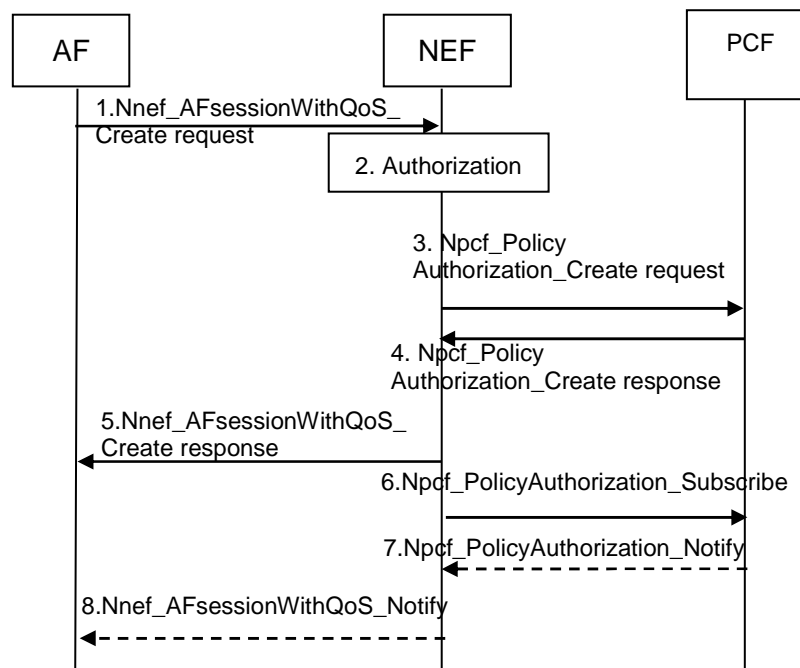 AF
NEF
PCF
1.Nnef_AFsessionWithQoS_
Create request
2. Authorization
3. Npcf_Policy
Authorization_Create request
4. Npcf_Policy
Authorization_Create response
5.Nnef_AFsessionWithQoS_
Create response
6.Npcf_PolicyAuthorization_Subscribe
7.Npcf_PolicyAuthorization_Notify
8.Nnef_AFsessionWithQoS_Notify